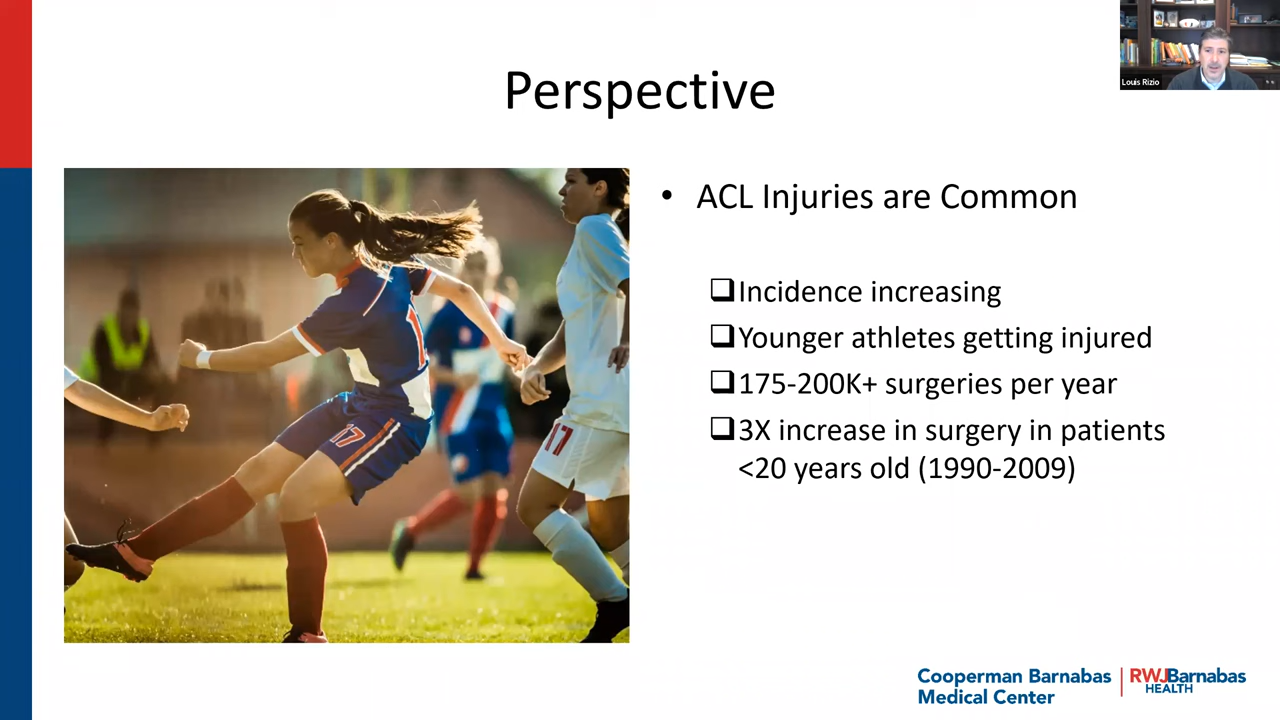 Louis Rizio
Perspective
• ACL Injuries are Common
❑Incidence increasing
❑Younger athletes getting injured
❑175-200K+ surgeries per year
❑3X increase in surgery in patients
<20 years old (1990-2009)
17
17
Cooperman Barnabas
Medical Center
RWJBarnabas
HEALTH